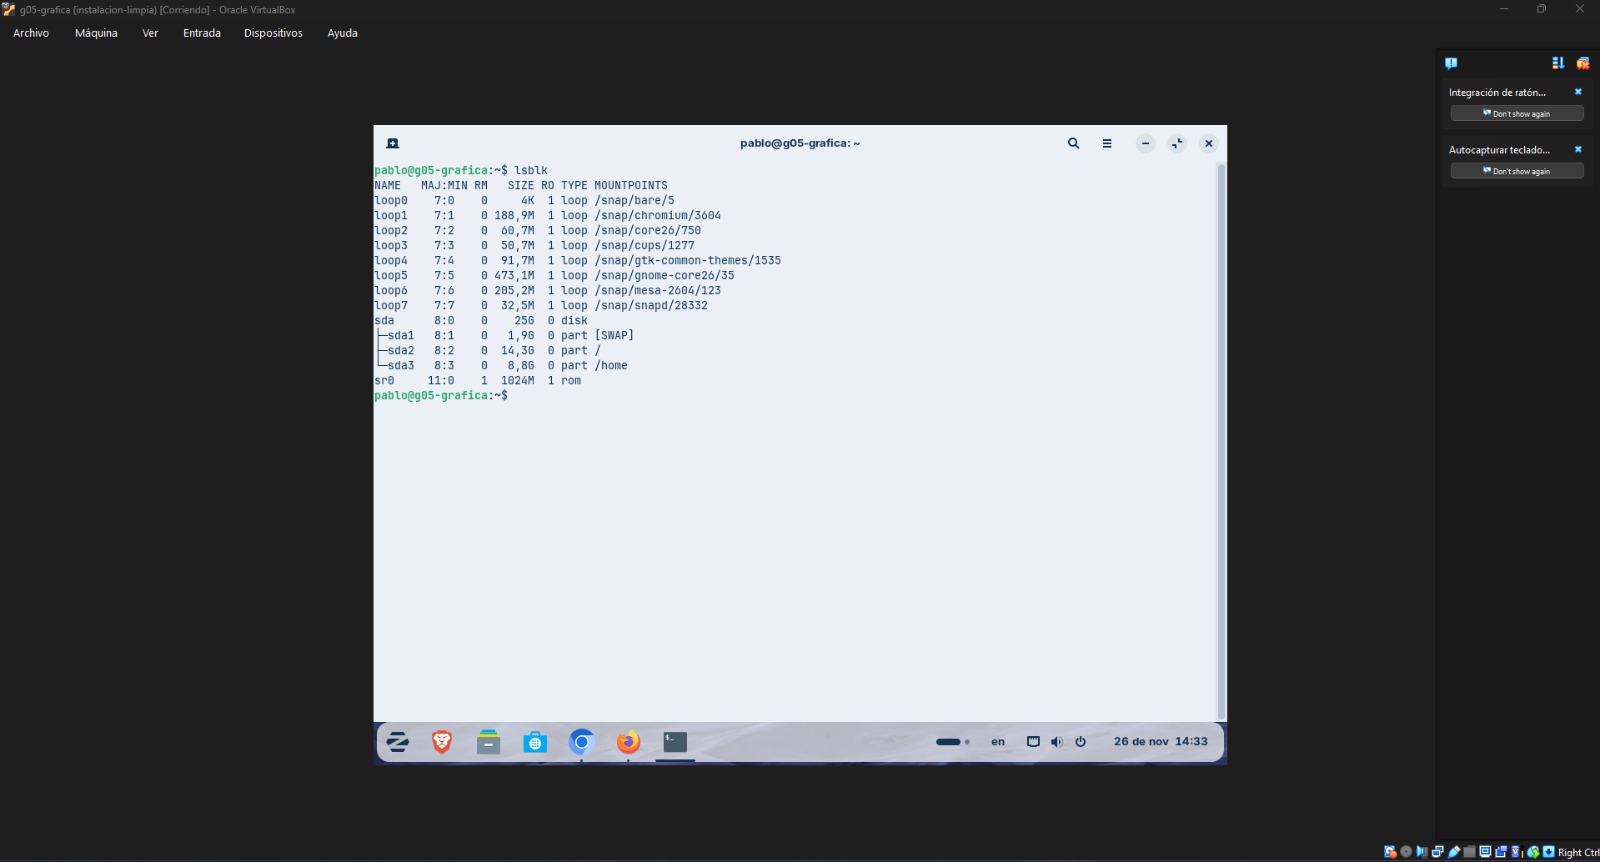 g05-grafica (instalacion-limpia) [Corriendo] - Oracle VirtualBox
Archivo Máquina Ver Entrada Dispositivos Ayuda
Integración de ratón...
Don't show again
Autocapturar teclado...
Don't show again
pablo@g05-grafica: ~
pablo@g05-grafica:~$ lsblk
NAME   MAJ:MIN RM   SIZE RO TYPE MOUNTPOINTS
loop0    7:0    0     4K  1 loop /snap/bare/5
loop1    7:1    0 188,9M  1 loop /snap/chromium/3604
loop2    7:2    0  60,7M  1 loop /snap/core26/750
loop3    7:3    0  50,7M  1 loop /snap/cups/1277
loop4    7:4    0  91,7M  1 loop /snap/gtk-common-themes/1535
loop5    7:5    0 473,1M  1 loop /snap/gnome-core26/35
loop6    7:6    0 205,2M  1 loop /snap/mesa-2604/123
loop7    7:7    0  32,5M  1 loop /snap/snapd/28332
sda      8:0    0    25G  0 disk
├─sda1   8:1    0   1,9G  0 part [SWAP]
├─sda2   8:2    0  14,3G  0 part /
└─sda3   8:3    0   8,8G  0 part /home
sr0     11:0    1  1024M  1 rom
pablo@g05-grafica:~$
en 26 de nov 14:33
Right Ctrl